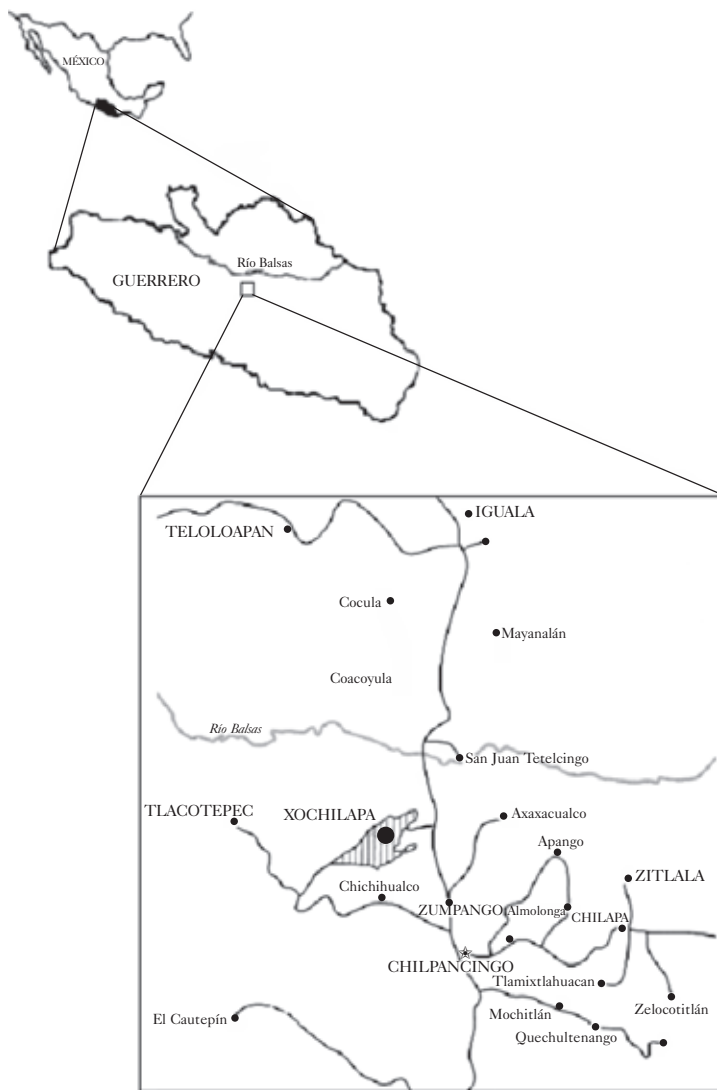 MÉXICO
Río Balsas
GUERRERO
IGUALA
TELOLOAPAN
Cocula
Mayanalán
Coacoyula
Río Balsas
San Juan Tetelcingo
TLACOTEPEC
XOCHILAPA
Axaxacualco
Apango
ZITLALA
Chichihualco
ZUMPANGO
(Almolonga
CHILAPA
CHILPANCINGO
Tlamixtlahuacan
Mochitlán
Zelocotitlán
El Cautepín
Quechultenango